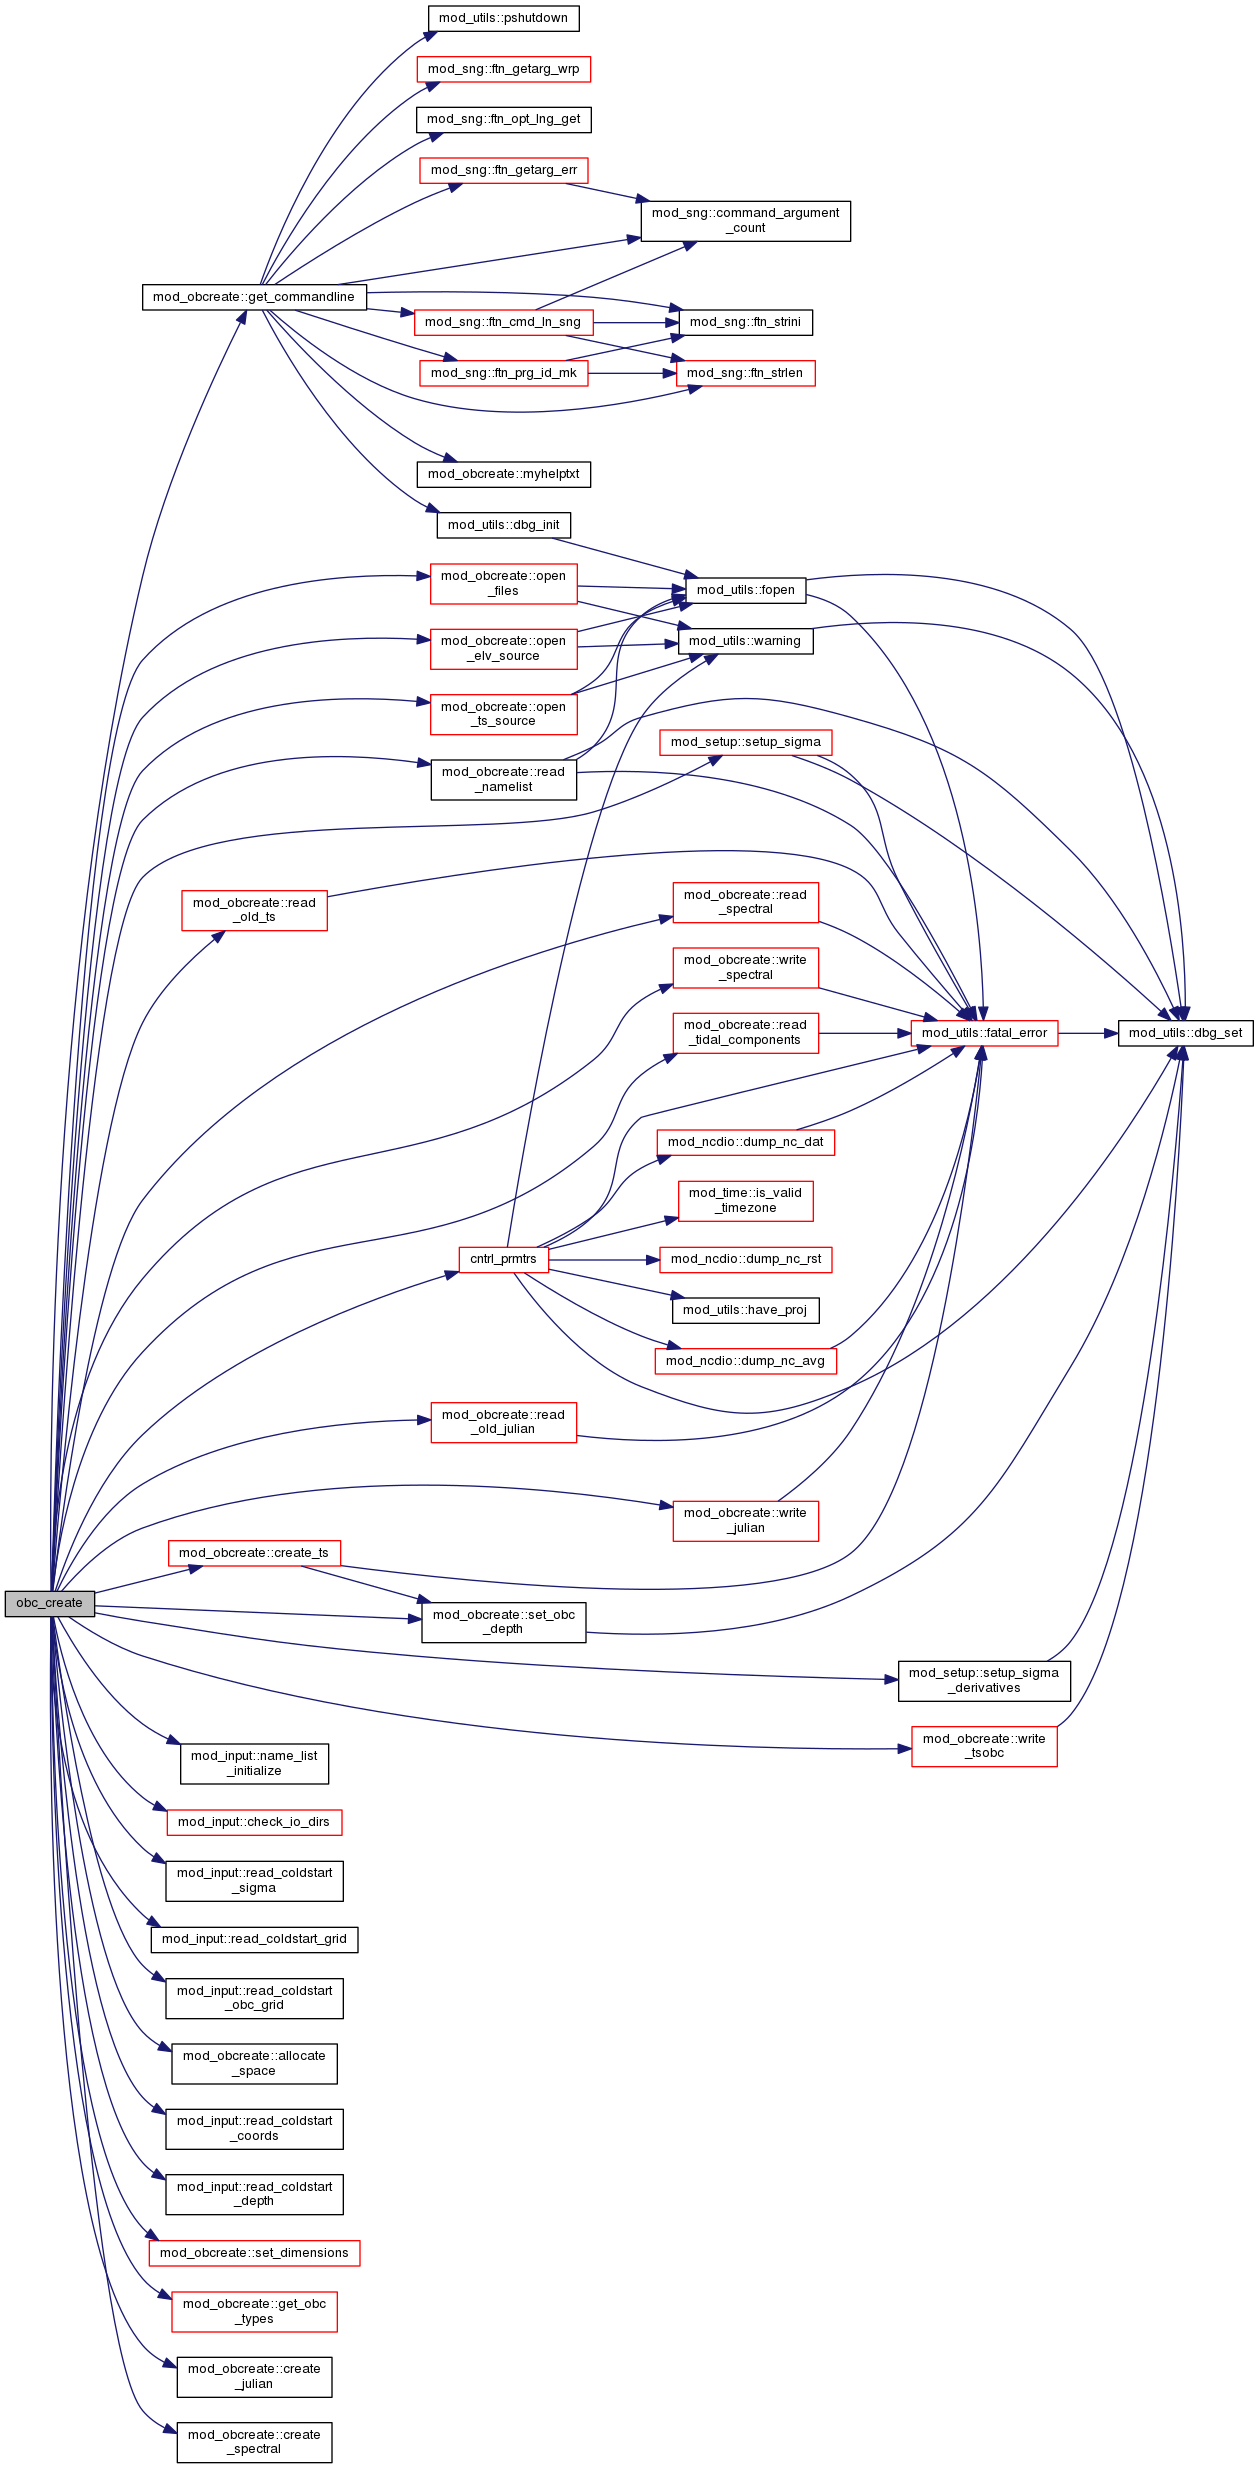 mod_utils::pshutdown
mod_sng::ftn_getarg_wrp
mod_sng::ftn_opt_lng_get
mod_sng::ftn_getarg_err
mod_sng::command_argument
_count
mod_obcreate::get_commandline
mod_sng::ftn_cmd_ln_sng
mod_sng::ftn_strini
mod_sng::ftn_prg_id_mk
mod_sng::ftn_strlen
mod_obcreate::myhelptxt
mod_utils::dbg_init
mod_obcreate::open
_files
mod_utils::fopen
mod_obcreate::open
_elv_source
mod_utils::warning
mod_obcreate::open
_ts_source
mod_setup::setup_sigma
mod_obcreate::read
_namelist
mod_obcreate::read
_old_ts
mod_obcreate::read
_spectral
mod_obcreate::write
_spectral
mod_obcreate::read
_tidal_components
mod_utils::fatal_error
mod_utils::dbg_set
mod_ncdio::dump_nc_dat
mod_time::is_valid
_timezone
cntrl_prmtrs
mod_ncdio::dump_nc_rst
mod_utils::have_proj
mod_ncdio::dump_nc_avg
mod_obcreate::read
_old_julian
mod_obcreate::write
_julian
mod_obcreate::create_ts
obc_create
mod_obcreate::set_obc
_depth
mod_setup::setup_sigma
_derivatives
mod_obcreate::write
_tsobc
mod_input::name_list
_initialize
mod_input::check_io_dirs
mod_input::read_coldstart
_sigma
mod_input::read_coldstart_grid
mod_input::read_coldstart
_obc_grid
mod_obcreate::allocate
_space
mod_input::read_coldstart
_coords
mod_input::read_coldstart
_depth
mod_obcreate::set_dimensions
mod_obcreate::get_obc
_types
mod_obcreate::create
_julian
mod_obcreate::create
_spectral